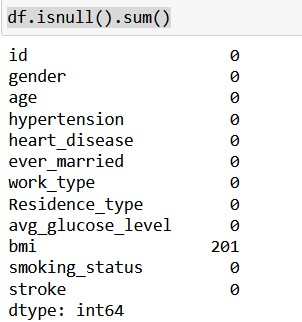 df.isnull().sum()
id 0
gender 0
age 0
hypertension 0
heart_disease 0
ever_married 0
work_type 0
Residence_type 0
avg_glucose_level 0
bmi 201
smoking_status 0
stroke 0
dtype: int64